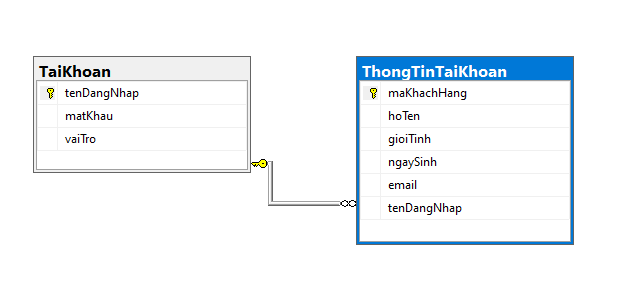 TaiKhoan
tenDangNhap
matKhau
vaiTro
ThongTinTaiKhoan
maKhachHang
hoTen
gioiTinh
ngaySinh
email
tenDangNhap